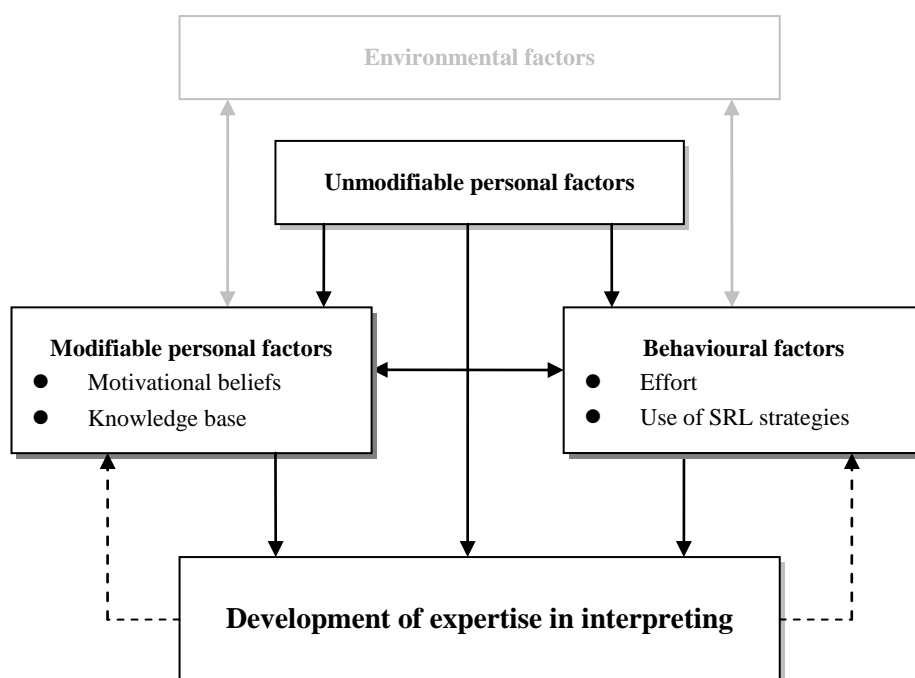 Environmental factors
Unmodifiable personal factors
Modifiable personal factors
● Motivational beliefs
● Knowledge base
Behavioural factors
● Effort
● Use of SRL strategies
Development of expertise in interpreting